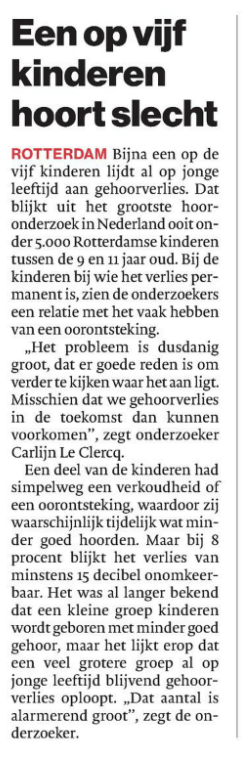 Een op vijf
kinderen
hoort slecht
ROTTERDAM Bijna een op de
vijf kinderen lijdt al op jonge
leeftijd aan gehoorverlies. Dat
blijkt uit het grootste hoor-
onderzoek in Nederland ooit on-
der 5.000 Rotterdamse kinderen
tussen de 9 en 11 jaar oud. Bij de
kinderen bij wie het verlies per-
manent is, zien de onderzoekers
een relatie met het vaak hebben
van een oorontsteking.
„Het probleem is dusdanig
groot, dat er goede reden is om
verder te kijken waar het aan ligt.
Misschien dat we gehoorverlies
in de toekomst dan kunnen
voorkomen”, zegt onderzoeker
Carlijn Le Clercq.
Een deel van de kinderen had
simpelweg een verkoudheid of
een oorontsteking, waardoor zij
waarschijnlijk tijdelijk wat min-
der goed hoorden. Maar bij 8
procent blijkt het verlies van
minstens 15 decibel onomkeer-
baar. Het was al langer bekend
dat een kleine groep kinderen
wordt geboren met minder goed
gehoor, maar het lijkt erop dat
een veel grotere groep al op
jonge leeftijd blijvend gehoor-
verlies oploopt. „Dat aantal is
alarmerend groot”, zegt de on-
derzoeker.